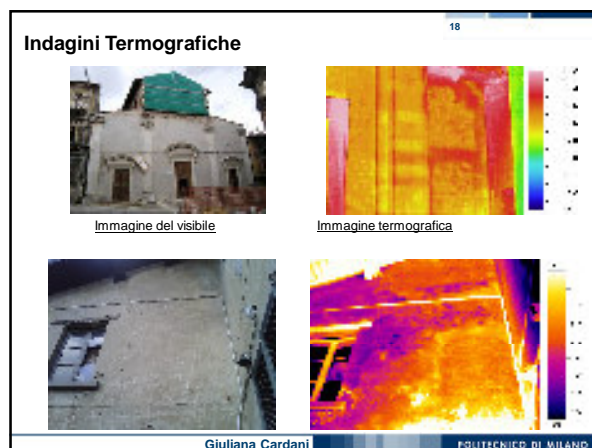 18
Indagini Termografiche
Immagine del visibile
Immagine termografica
Giuliana Cardani
POLITECNICO DI MILANO